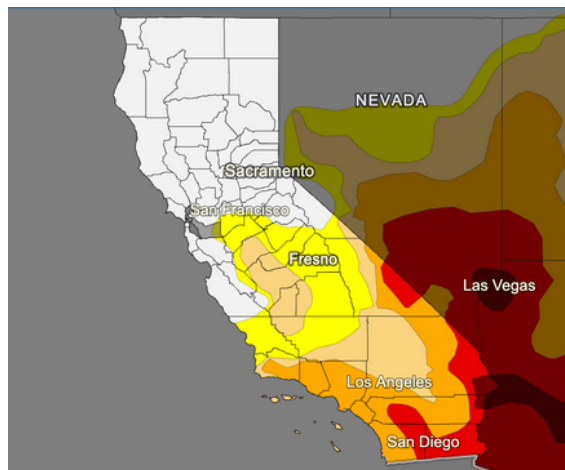 NEVADA
Sacramento
San Francisco
Fresno
Las Vegas
Los Angeles
San Diego